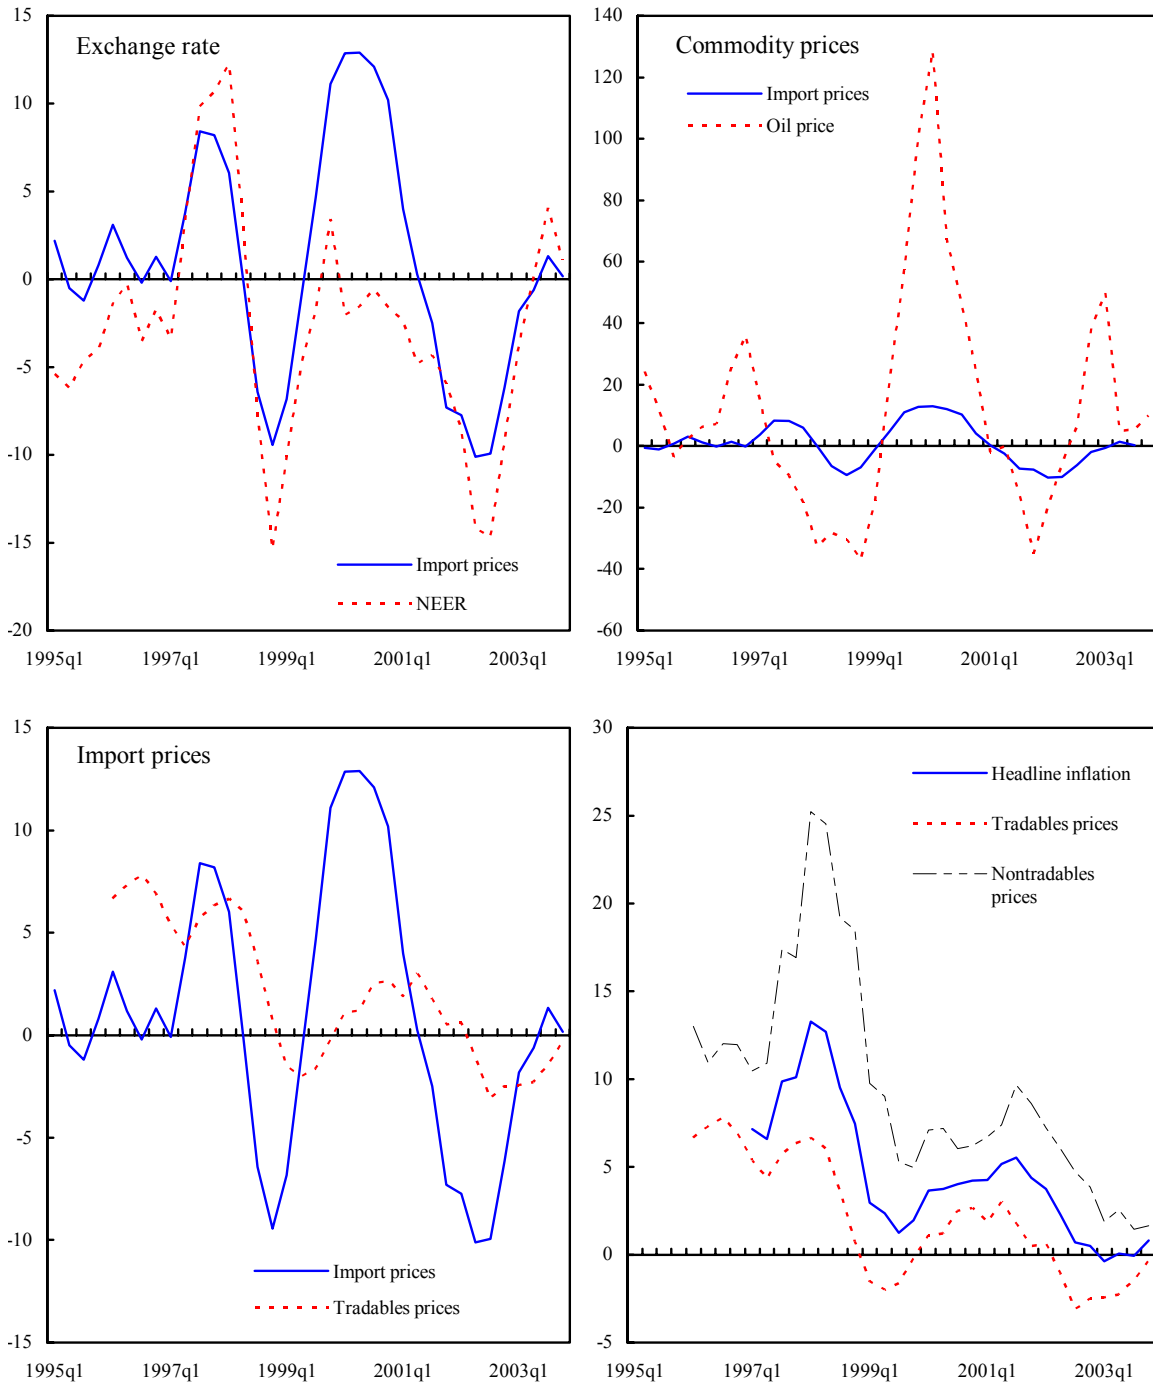 Exchange rate
15
10
5
0
-5
-10
-15
-20
Import prices
NEER
1995q1
1997q1
1999q1
2001q1
2003q1
Commodity prices
140
120
100
80
60
40
20
0
-20
-40
-60
Import prices
Oil price
1995q1
1997q1
1999q1
2001q1
2003q1
Import prices
15
10
5
0
-5
-10
-15
Import prices
Tradables prices
1995q1
1997q1
1999q1
2001q1
2003q1
30
25
20
15
10
5
0
-5
Headline inflation
Tradables prices
Nontradables
prices
1995q1
1997q1
1999q1
2001q1
2003q1